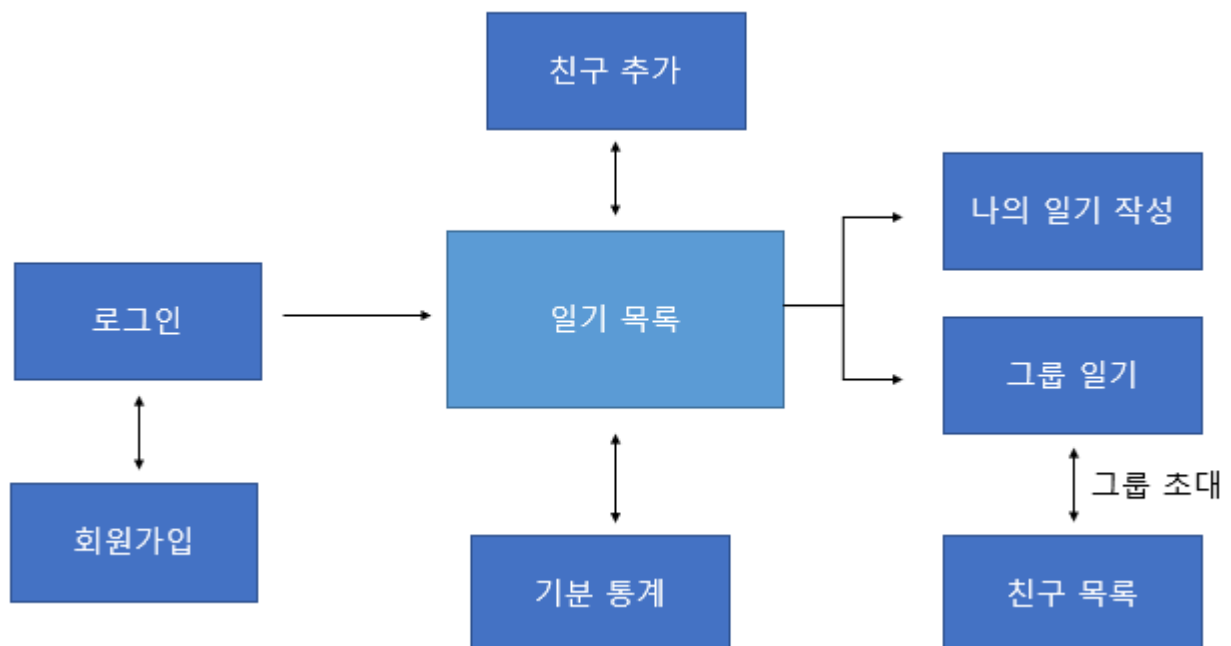 친구 추가
나의 일기 작성
로그인
일기 목록
그룹 일기
그룹 초대
회원가입
기분 통계
친구 목록